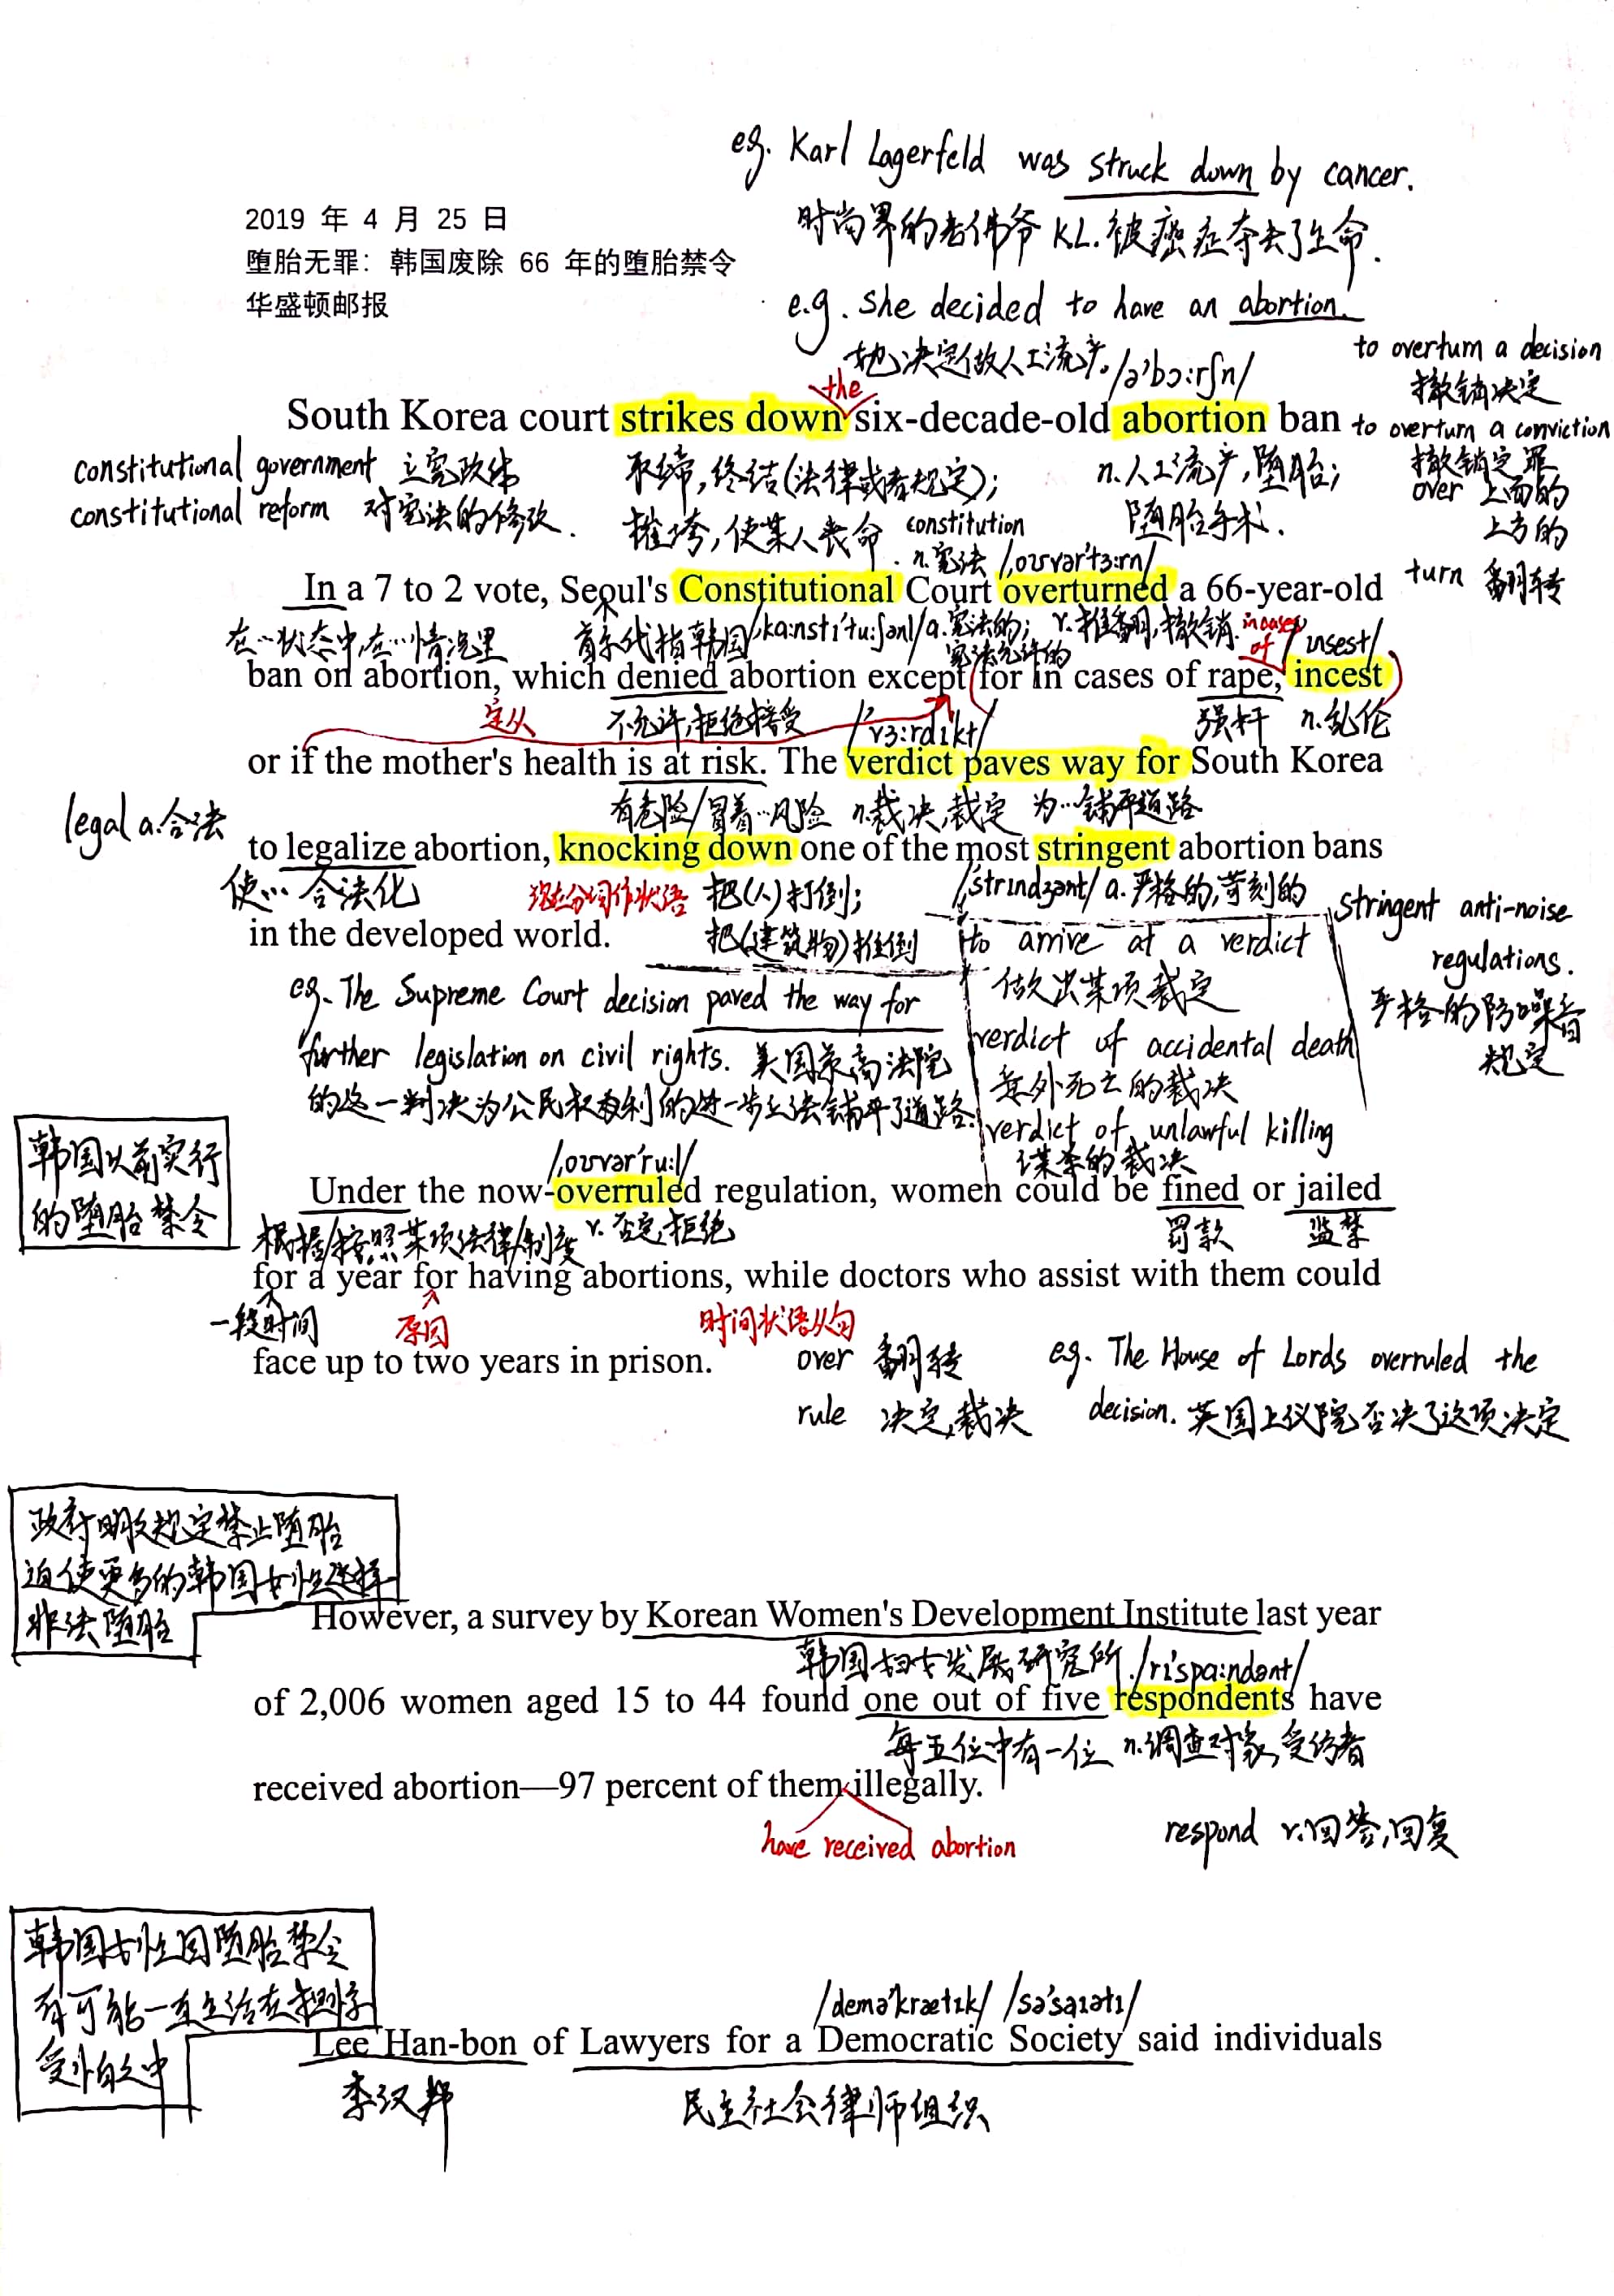 eg. Karl Lagerfeld was struck down by cancer.
2019 年 4 月 25 日
时尚界的老佛爷 K.L. 被癌症夺去了生命.
堕胎无罪：韩国废除 66 年的堕胎禁令
华盛顿邮报
e.g. She decided to have an abortion.
她决定做人工流产。/ə'bɔ:rʃn/
to overturn a decision
撤销决定
the
South Korea court strikes down six-decade-old abortion ban
to overturn a conviction
撤销定罪
over 上面的
上方的
turn 翻转
constitutional government 立宪政体
constitutional reform 对宪法的修改.
取缔,终结(法律或者规定);
摧垮,使某人丧命.
n.人工流产,堕胎;
堕胎手术.
constitution
n.宪法 /,oʊvər'tɜ:rn/
In a 7 to 2 vote, Seoul's Constitutional Court overturned a 66-year-old
在…状态中,在…情况里 首尔代指韩国 /,kɑ:nstɪ'tu:ʃənl/ a.宪法的; v.推翻,撤销. in cases of /'ɪnsest/
宪法允许的
ban on abortion, which denied abortion except for in cases of rape, incest
定从 不允许,拒绝接受 /'vɜ:rdɪkt/ 强奸 n.乱伦
or if the mother's health is at risk. The verdict paves way for South Korea
有危险/冒着…风险 n.裁决,裁定 为…铺平道路
legal a.合法
to legalize abortion, knocking down one of the most stringent abortion bans
使…合法化 现在分词作状语 把(人)打倒; /'strɪndʒənt/ a.严格的,苛刻的
把(建筑物)推倒
in the developed world.
to arrive at a verdict
做出某项裁定
verdict of accidental death
意外死亡的裁决
verdict of unlawful killing
谋杀的裁决
stringent anti-noise
regulations.
严格的防噪音
规定
eg. The Supreme Court decision paved the way for
further legislation on civil rights. 美国最高法院
的这一判决为公民权利的进一步立法铺平了道路.
韩国以前实行
的堕胎禁令
/,oʊvər'ru:l/
Under the now-overruled regulation, women could be fined or jailed
根据/按照某项法律/制度 v.否定,拒绝 罚款 监禁
for a year for having abortions, while doctors who assist with them could
一段时间 原因 时间状语从句
face up to two years in prison.
over 翻转
rule 决定,裁决
eg. The House of Lords overruled the
decision. 英国上议院否决了这项决定
政府明文规定禁止堕胎
迫使更多的韩国女性选择
非法堕胎
However, a survey by Korean Women's Development Institute last year
韩国妇女发展研究所. /rɪ'spɑ:ndənt/
of 2,006 women aged 15 to 44 found one out of five respondents have
每五位中有一位 n.调查对象,受访者
received abortion—97 percent of them illegally.
have received abortion
respond v.回答,回复
韩国女性因堕胎禁令
有可能一直生活在
受
/demə'krætɪk/ /sə'saɪətɪ/
Lee Han-bon of Lawyers for a Democratic Society said individuals
李汉邦 民主社会律师组织